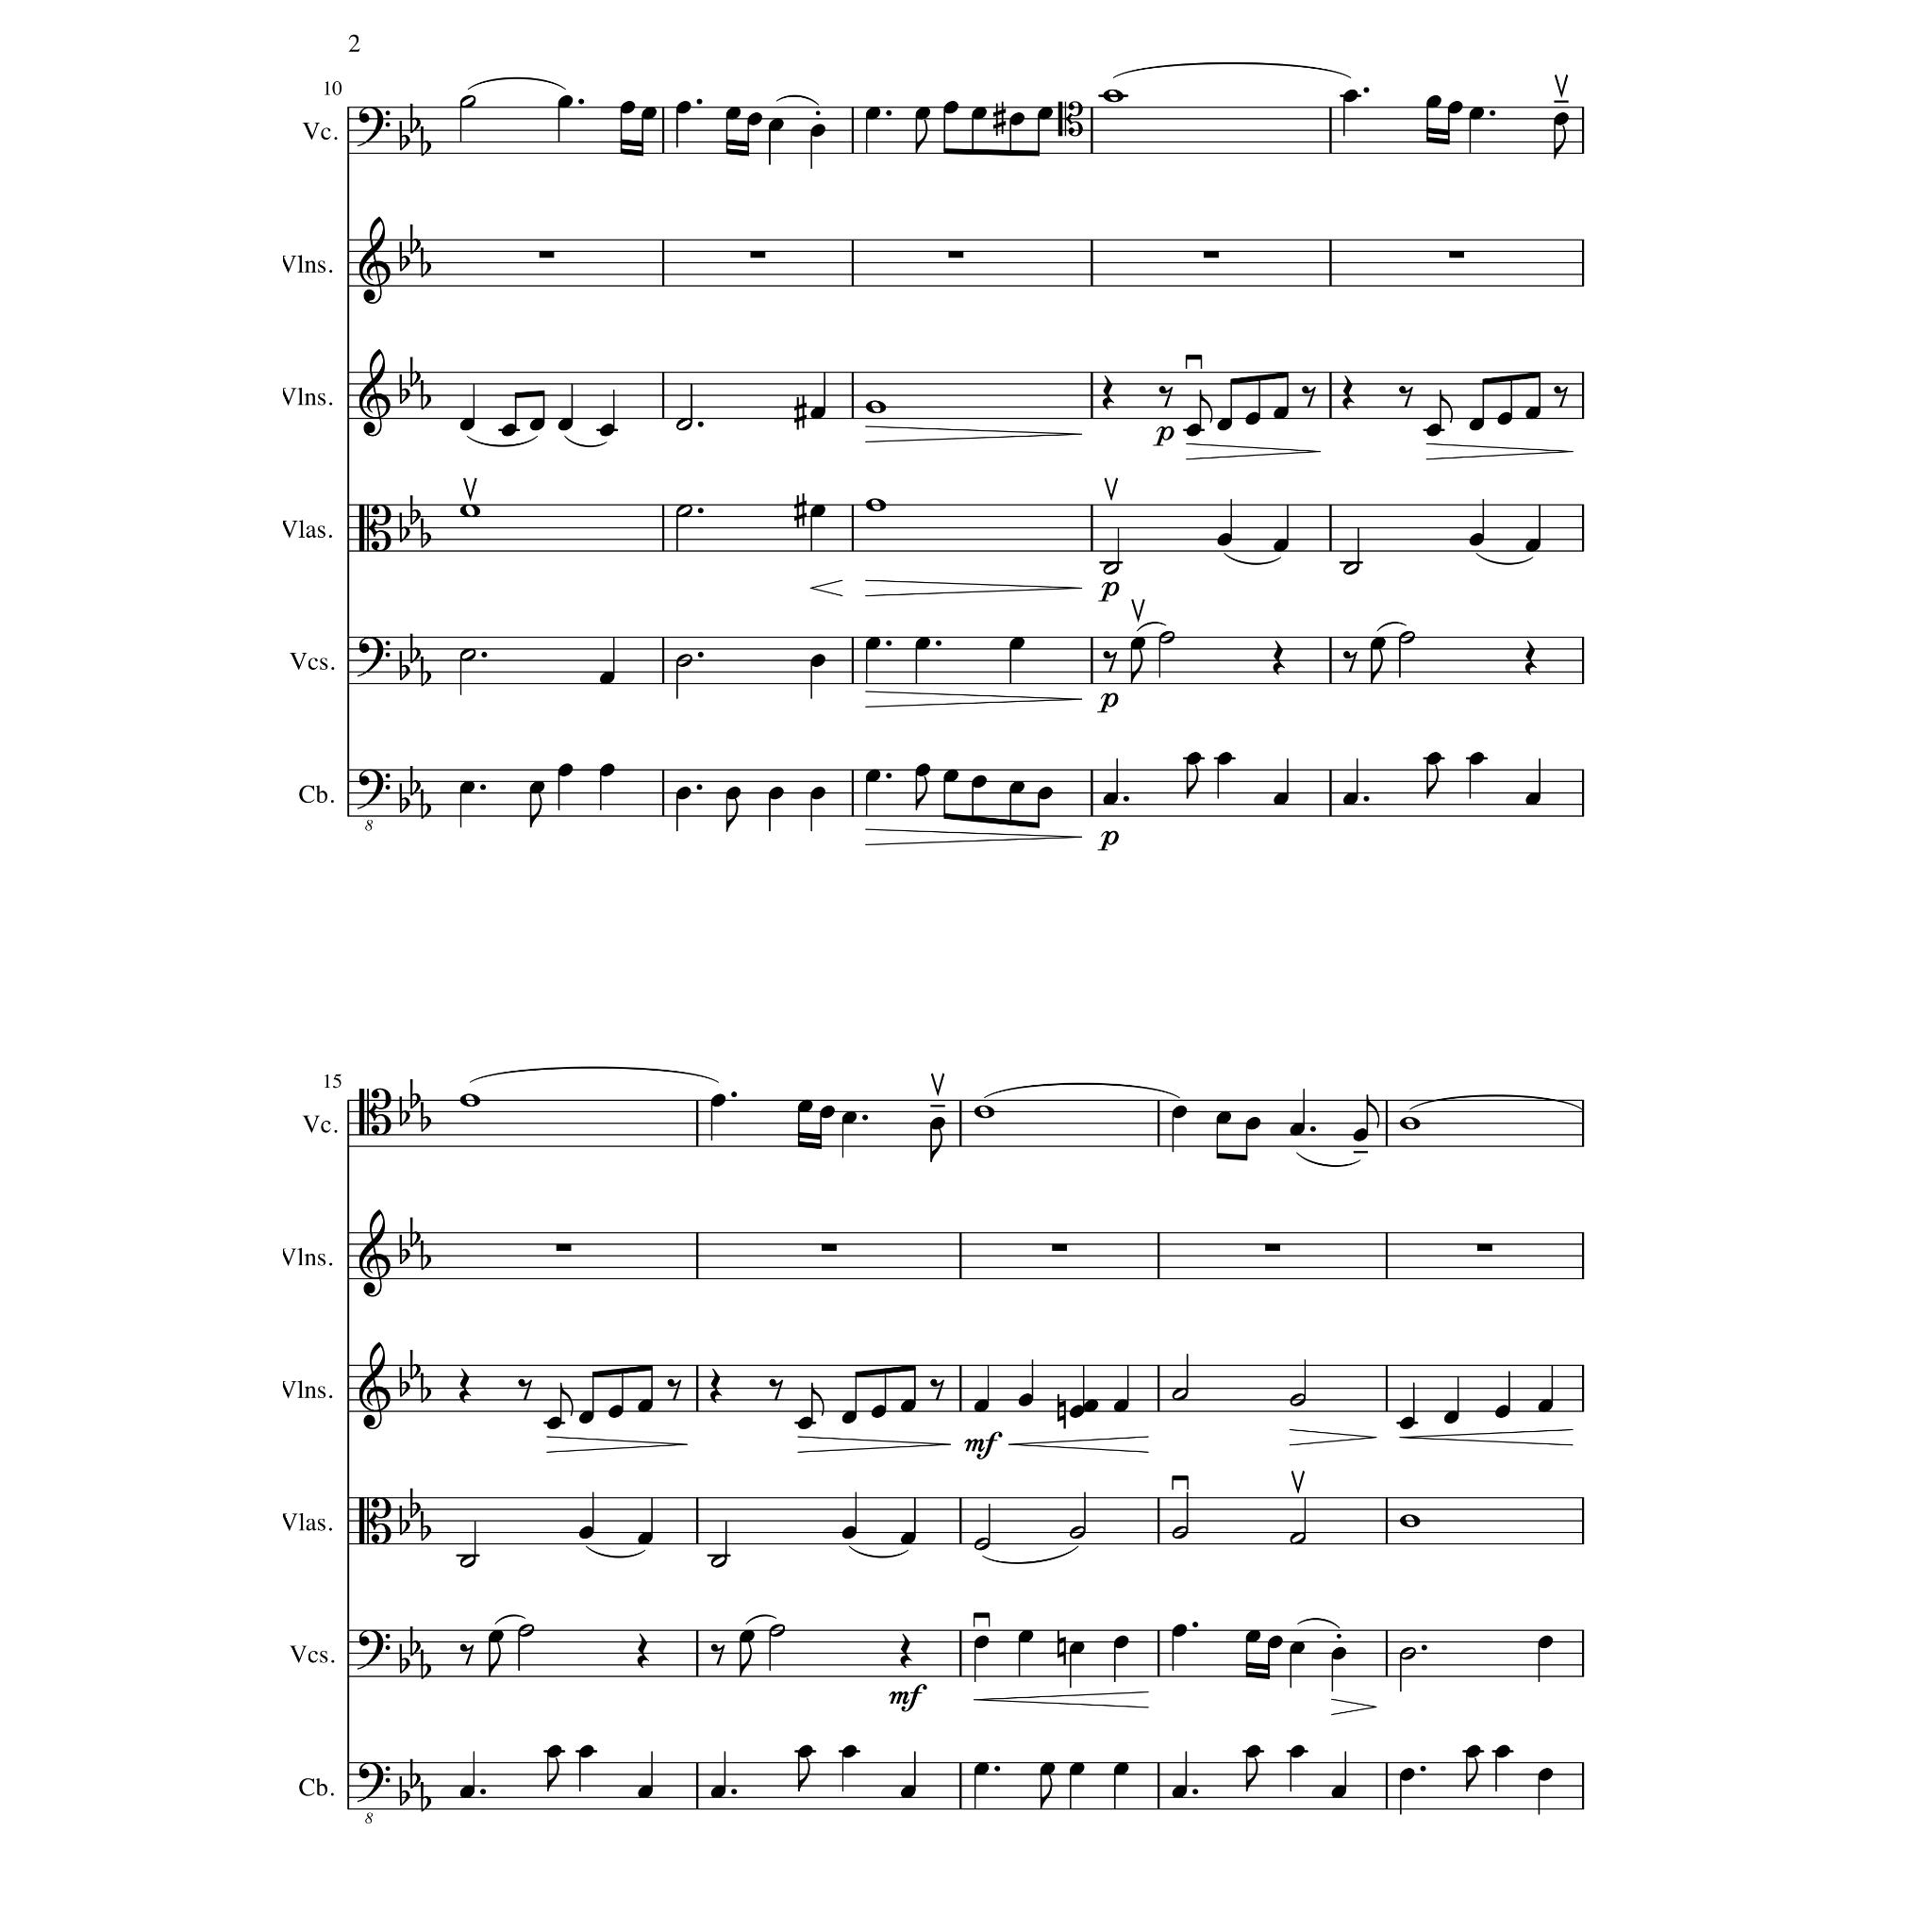 2
10
Vc.
Vlns.
Vlns.
p
Vlas.
p
Vcs.
p
Cb.
8
p
15
Vc.
Vlns.
Vlns.
mf
Vlas.
Vcs.
mf
Cb.
8